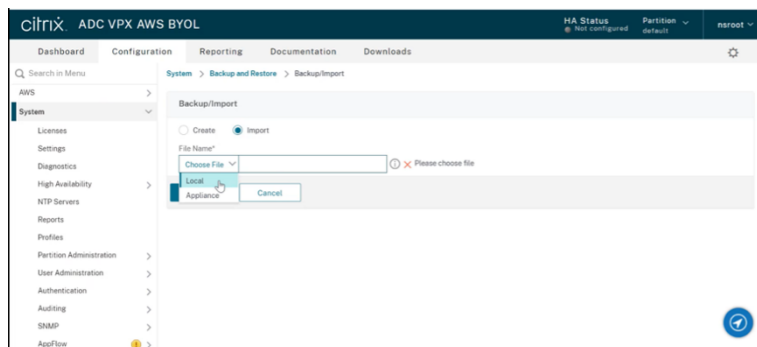 citrix. ADC VPX AWS BYOL
HA Status
Not configured
Partition
default
nsroot
Dashboard Configuration Reporting Documentation Downloads
Search in Menu
System > Backup and Restore > Backup/Import
AWS
System
Licenses
Settings
Diagnostics
High Availability
NTP Servers
Reports
Profiles
Partition Administration
User Administration
Authentication
Auditing
SNMP
AppFlow
Backup/Import
Create Import
File Name*
Choose File
Please choose file
Local
Appliance
Cancel